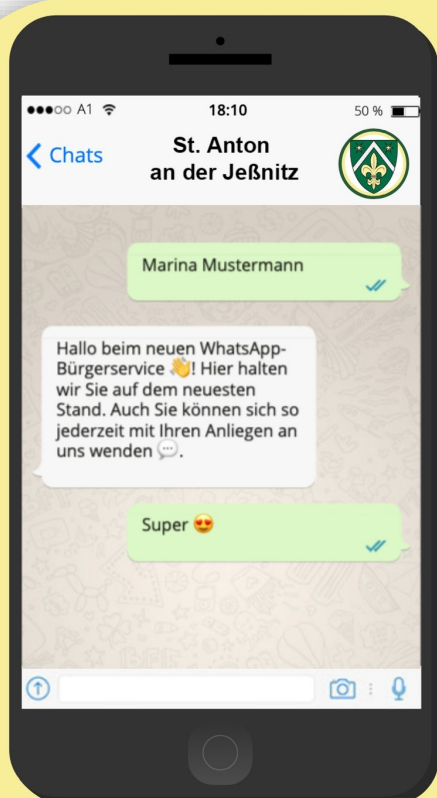 A1 18:10 50 %
Chats
St. Anton
an der Jeßnitz
Marina Mustermann
Hallo beim neuen WhatsApp-
Bürgerservice 👋! Hier halten
wir Sie auf dem neuesten
Stand. Auch Sie können sich so
jederzeit mit Ihren Anliegen an
uns wenden 💬.
Super 😍